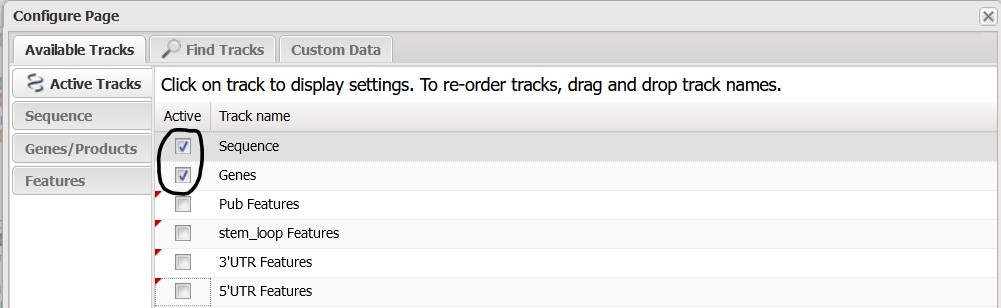 Configure Page
Available Tracks Find Tracks Custom Data
Active Tracks
Sequence
Genes/Products
Features
Click on track to display settings. To re-order tracks, drag and drop track names.
Active Track name
Sequence
Genes
Pub Features
stem_loop Features
3'UTR Features
5'UTR Features